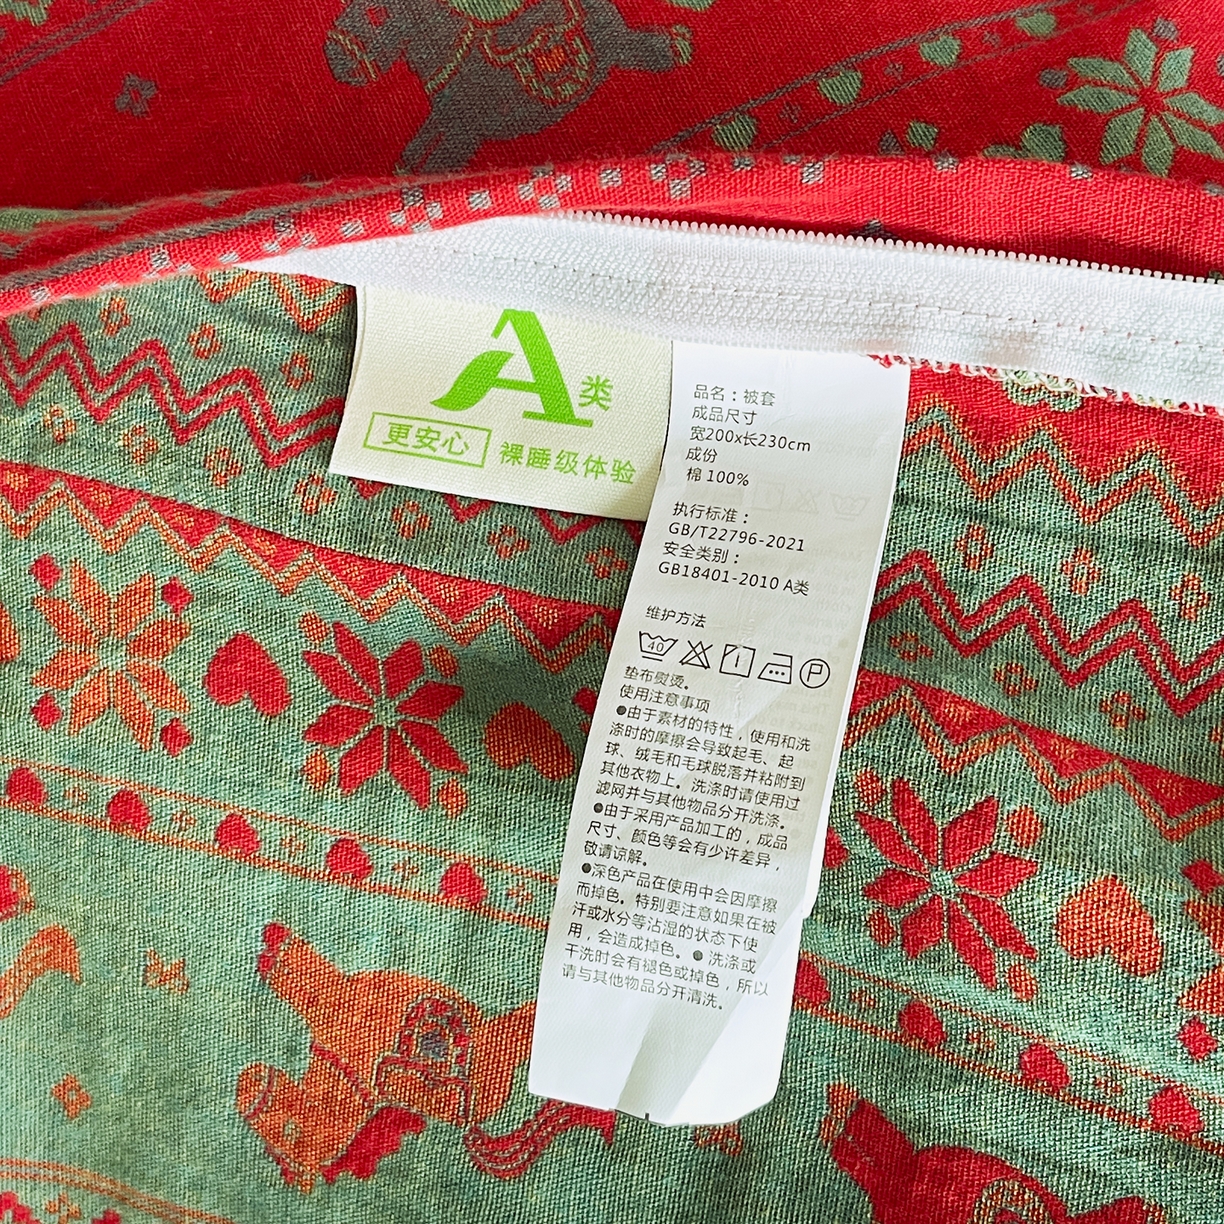 A类
更安心 裸睡级体验
品名：被套
成品尺寸
宽200x长230cm
成份
棉 100%
执行标准：
GB/T22796-2021
安全类别：
GB18401-2010 A类
维护方法
40
P
垫布熨烫。
使用注意事项
●由于素材的特性，使用和洗
涤时的摩擦会导致起毛、起
球、绒毛和毛球脱落并粘附到
其他衣物上。洗涤时请使用过
滤网并与其他物品分开洗涤。
●由于采用产品加工的，成品
尺寸、颜色等会有少许差异，
敬请谅解。
●深色产品在使用中会因摩擦
而掉色。特别要注意如果在被
汗或水分等沾湿的状态下使
用，会造成掉色。●洗涤或
干洗时会有褪色或掉色，所以
请与其他物品分开清洗。